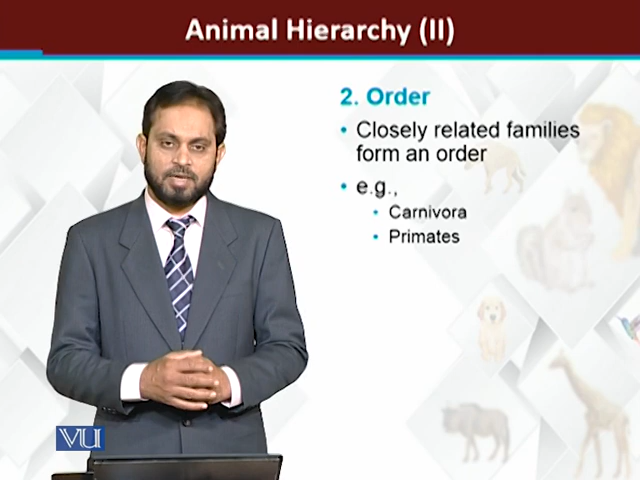 Animal Hierarchy (II)
2. Order
• Closely related families
form an order
• e.g.,
• Carnivora
• Primates
VU